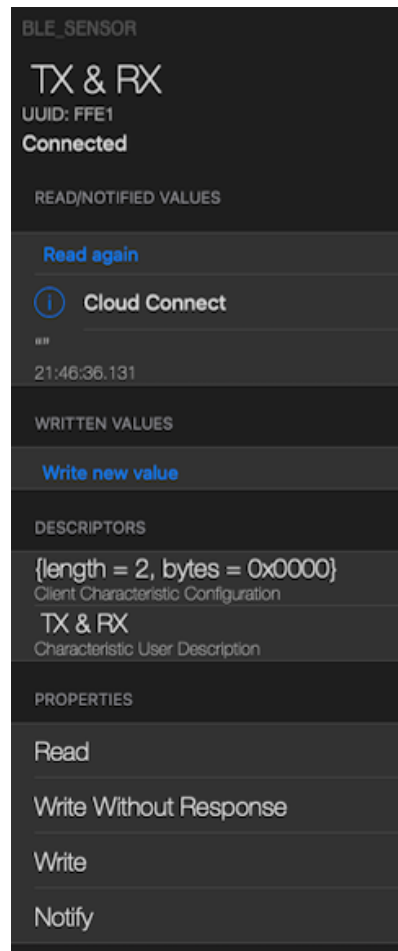 BLE_SENSOR
TX & RX
UUID: FFE1
Connected
READ/NOTIFIED VALUES
Read again
Cloud Connect
""
21:46:36.131
WRITTEN VALUES
Write new value
DESCRIPTORS
{length = 2, bytes = 0x0000}
Client Characteristic Configuration
TX & RX
Characteristic User Description
PROPERTIES
Read
Write Without Response
Write
Notify